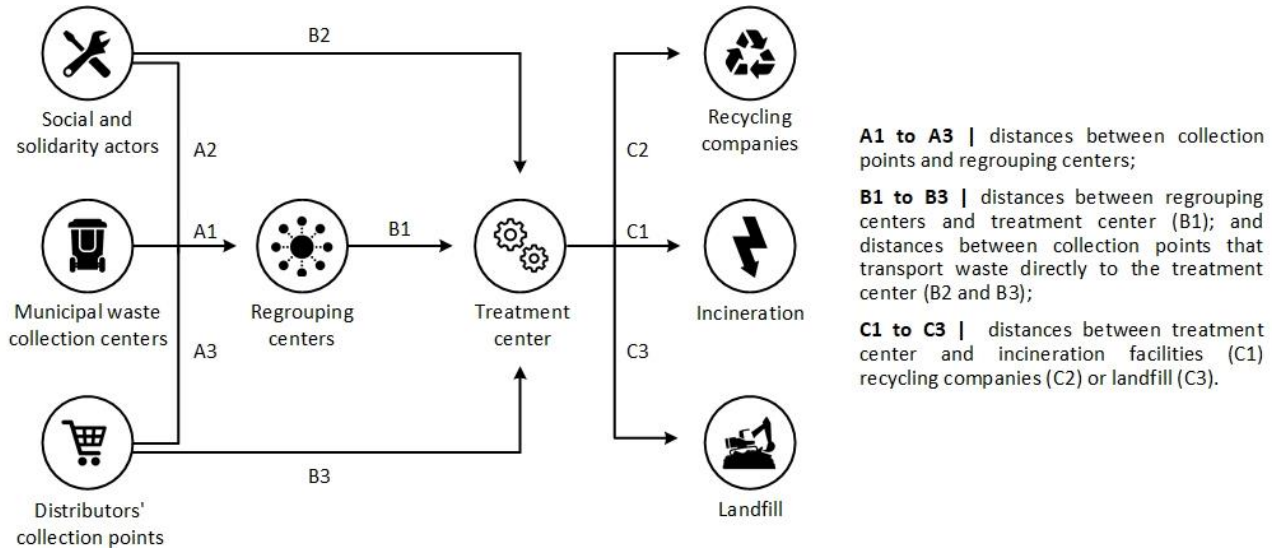 B2
Social and
solidarity actors
A2
Recycling
companies
C2
A1
B1
C1
Municipal waste
collection centers
Regrouping
centers
Treatment
center
Incineration
A3
C3
B3
Distributors'
collection points
Landfill
A1 to A3 | distances between collection
points and regrouping centers;
B1 to B3 | distances between regrouping
centers and treatment center (B1); and
distances between collection points that
transport waste directly to the treatment
center (B2 and B3);
C1 to C3 | distances between treatment
center and incineration facilities (C1)
recycling companies (C2) or landfill (C3).